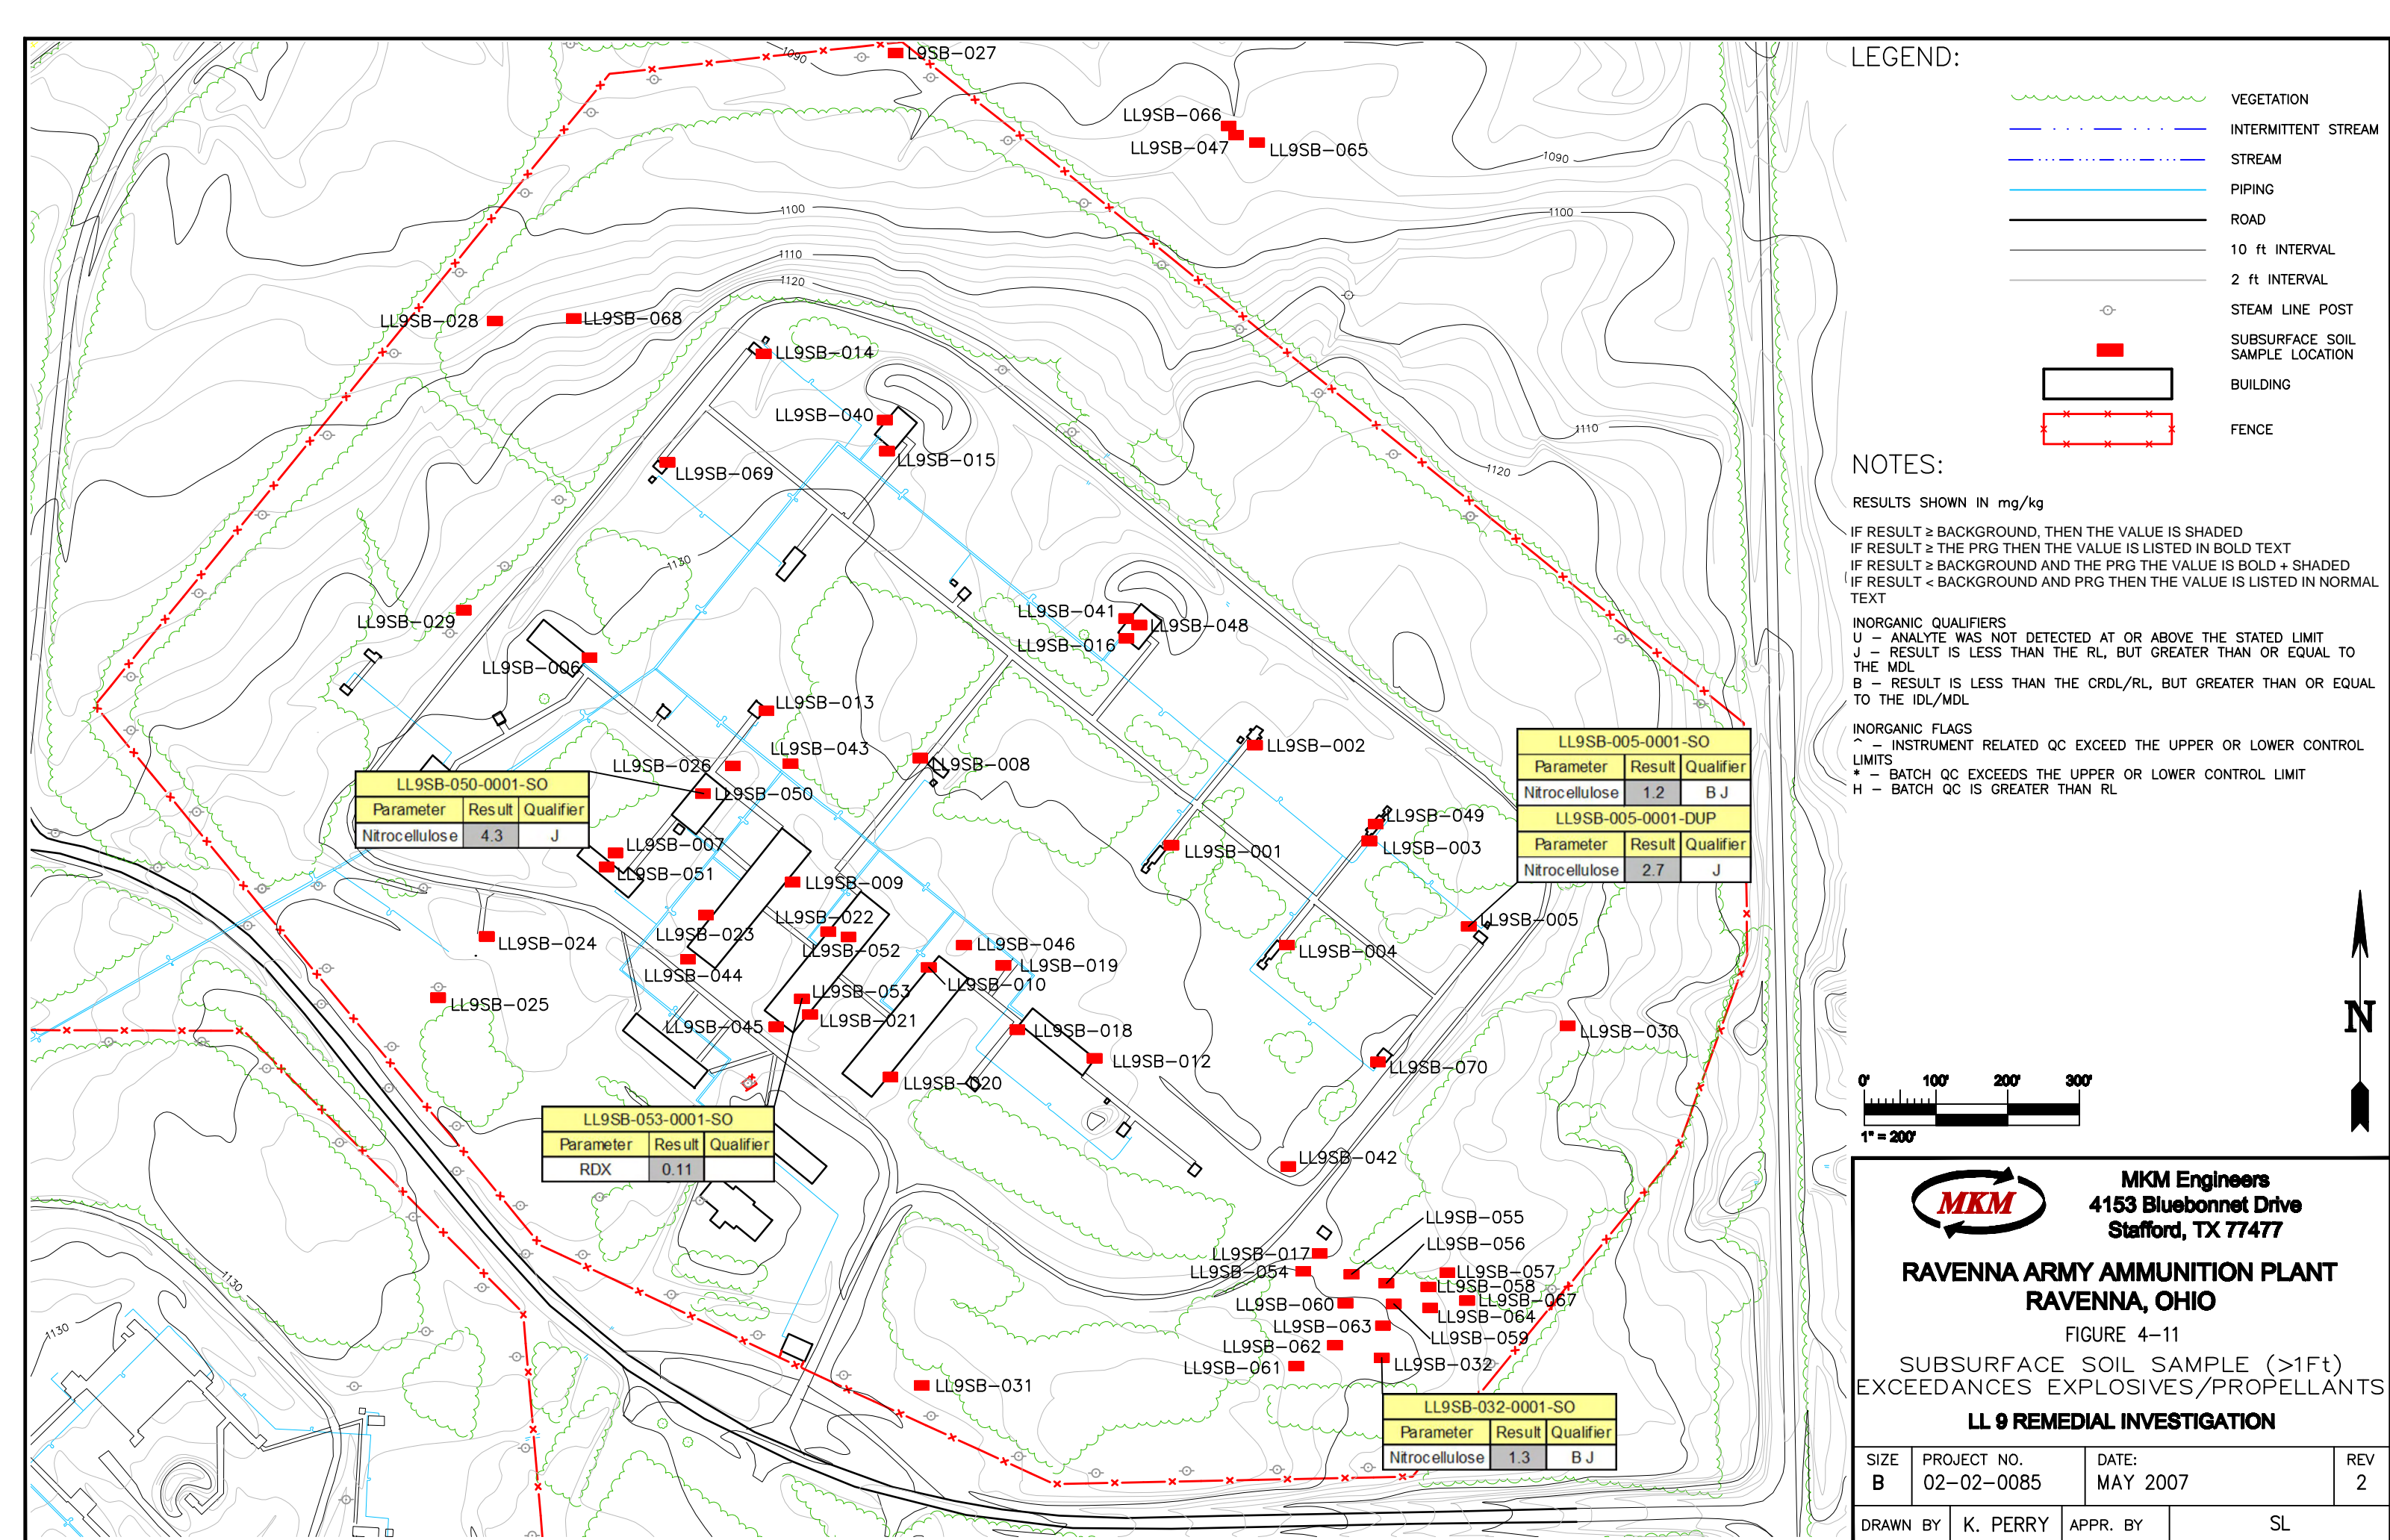 1090
L9SB-027
LL9SB-066
LL9SB-047
LL9SB-065
1090
1100
1100
1110
1120
LL9SB-028
LL9SB-068
LL9SB-014
LL9SB-040
LL9SB-015
1110
1120
LL9SB-069
1130
LL9SB-029
LL9SB-006
LL9SB-041
LL9SB-048
LL9SB-016
LL9SB-013
LL9SB-043
LL9SB-026
LL9SB-008
LL9SB-002
LL9SB-050
LL9SB-050-0001-SO
Parameter Result Qualifier
Nitrocellulose 4.3 J
LL9SB-005-0001-SO
Parameter Result Qualifier
Nitrocellulose 1.2 B J
LL9SB-005-0001-DUP
Parameter Result Qualifier
Nitrocellulose 2.7 J
LL9SB-049
LL9SB-003
LL9SB-001
LL9SB-007
LL9SB-051
LL9SB-009
LL9SB-022
LL9SB-023
LL9SB-052
LL9SB-046
LL9SB-005
LL9SB-004
LL9SB-024
LL9SB-044
LL9SB-019
LL9SB-010
LL9SB-053
LL9SB-025
LL9SB-021
LL9SB-045
LL9SB-018
LL9SB-030
LL9SB-012
LL9SB-070
LL9SB-020
LL9SB-053-0001-SO
Parameter Result Qualifier
RDX 0.11
LL9SB-042
LL9SB-055
LL9SB-056
LL9SB-017
LL9SB-054
LL9SB-057
LL9SB-058
LL9SB-067
LL9SB-060
LL9SB-064
LL9SB-063
LL9SB-059
LL9SB-062
LL9SB-061
LL9SB-032
LL9SB-031
1130
1130
LL9SB-032-0001-SO
Parameter Result Qualifier
Nitrocellulose 1.3 B J
LEGEND:
VEGETATION
INTERMITTENT STREAM
STREAM
PIPING
ROAD
10 ft INTERVAL
2 ft INTERVAL
STEAM LINE POST
SUBSURFACE SOIL
SAMPLE LOCATION
BUILDING
FENCE
NOTES:
RESULTS SHOWN IN mg/kg
IF RESULT ≥ BACKGROUND, THEN THE VALUE IS SHADED
IF RESULT ≥ THE PRG THEN THE VALUE IS LISTED IN BOLD TEXT
IF RESULT ≥ BACKGROUND AND THE PRG THE VALUE IS BOLD + SHADED
IF RESULT < BACKGROUND AND PRG THEN THE VALUE IS LISTED IN NORMAL
TEXT
INORGANIC QUALIFIERS
U – ANALYTE WAS NOT DETECTED AT OR ABOVE THE STATED LIMIT
J – RESULT IS LESS THAN THE RL, BUT GREATER THAN OR EQUAL TO
THE MDL
B – RESULT IS LESS THAN THE CRDL/RL, BUT GREATER THAN OR EQUAL
TO THE IDL/MDL
INORGANIC FLAGS
^ – INSTRUMENT RELATED QC EXCEED THE UPPER OR LOWER CONTROL
LIMITS
* – BATCH QC EXCEEDS THE UPPER OR LOWER CONTROL LIMIT
H – BATCH QC IS GREATER THAN RL
N
0' 100' 200' 300'
1" = 200'
MKM
MKM Engineers
4153 Bluebonnet Drive
Stafford, TX 77477
RAVENNA ARMY AMMUNITION PLANT
RAVENNA, OHIO
FIGURE 4-11
SUBSURFACE SOIL SAMPLE (>1Ft)
EXCEEDANCES EXPLOSIVES/PROPELLANTS
LL 9 REMEDIAL INVESTIGATION
SIZE PROJECT NO. DATE: REV
B 02-02-0085 MAY 2007 2
DRAWN BY K. PERRY APPR. BY SL